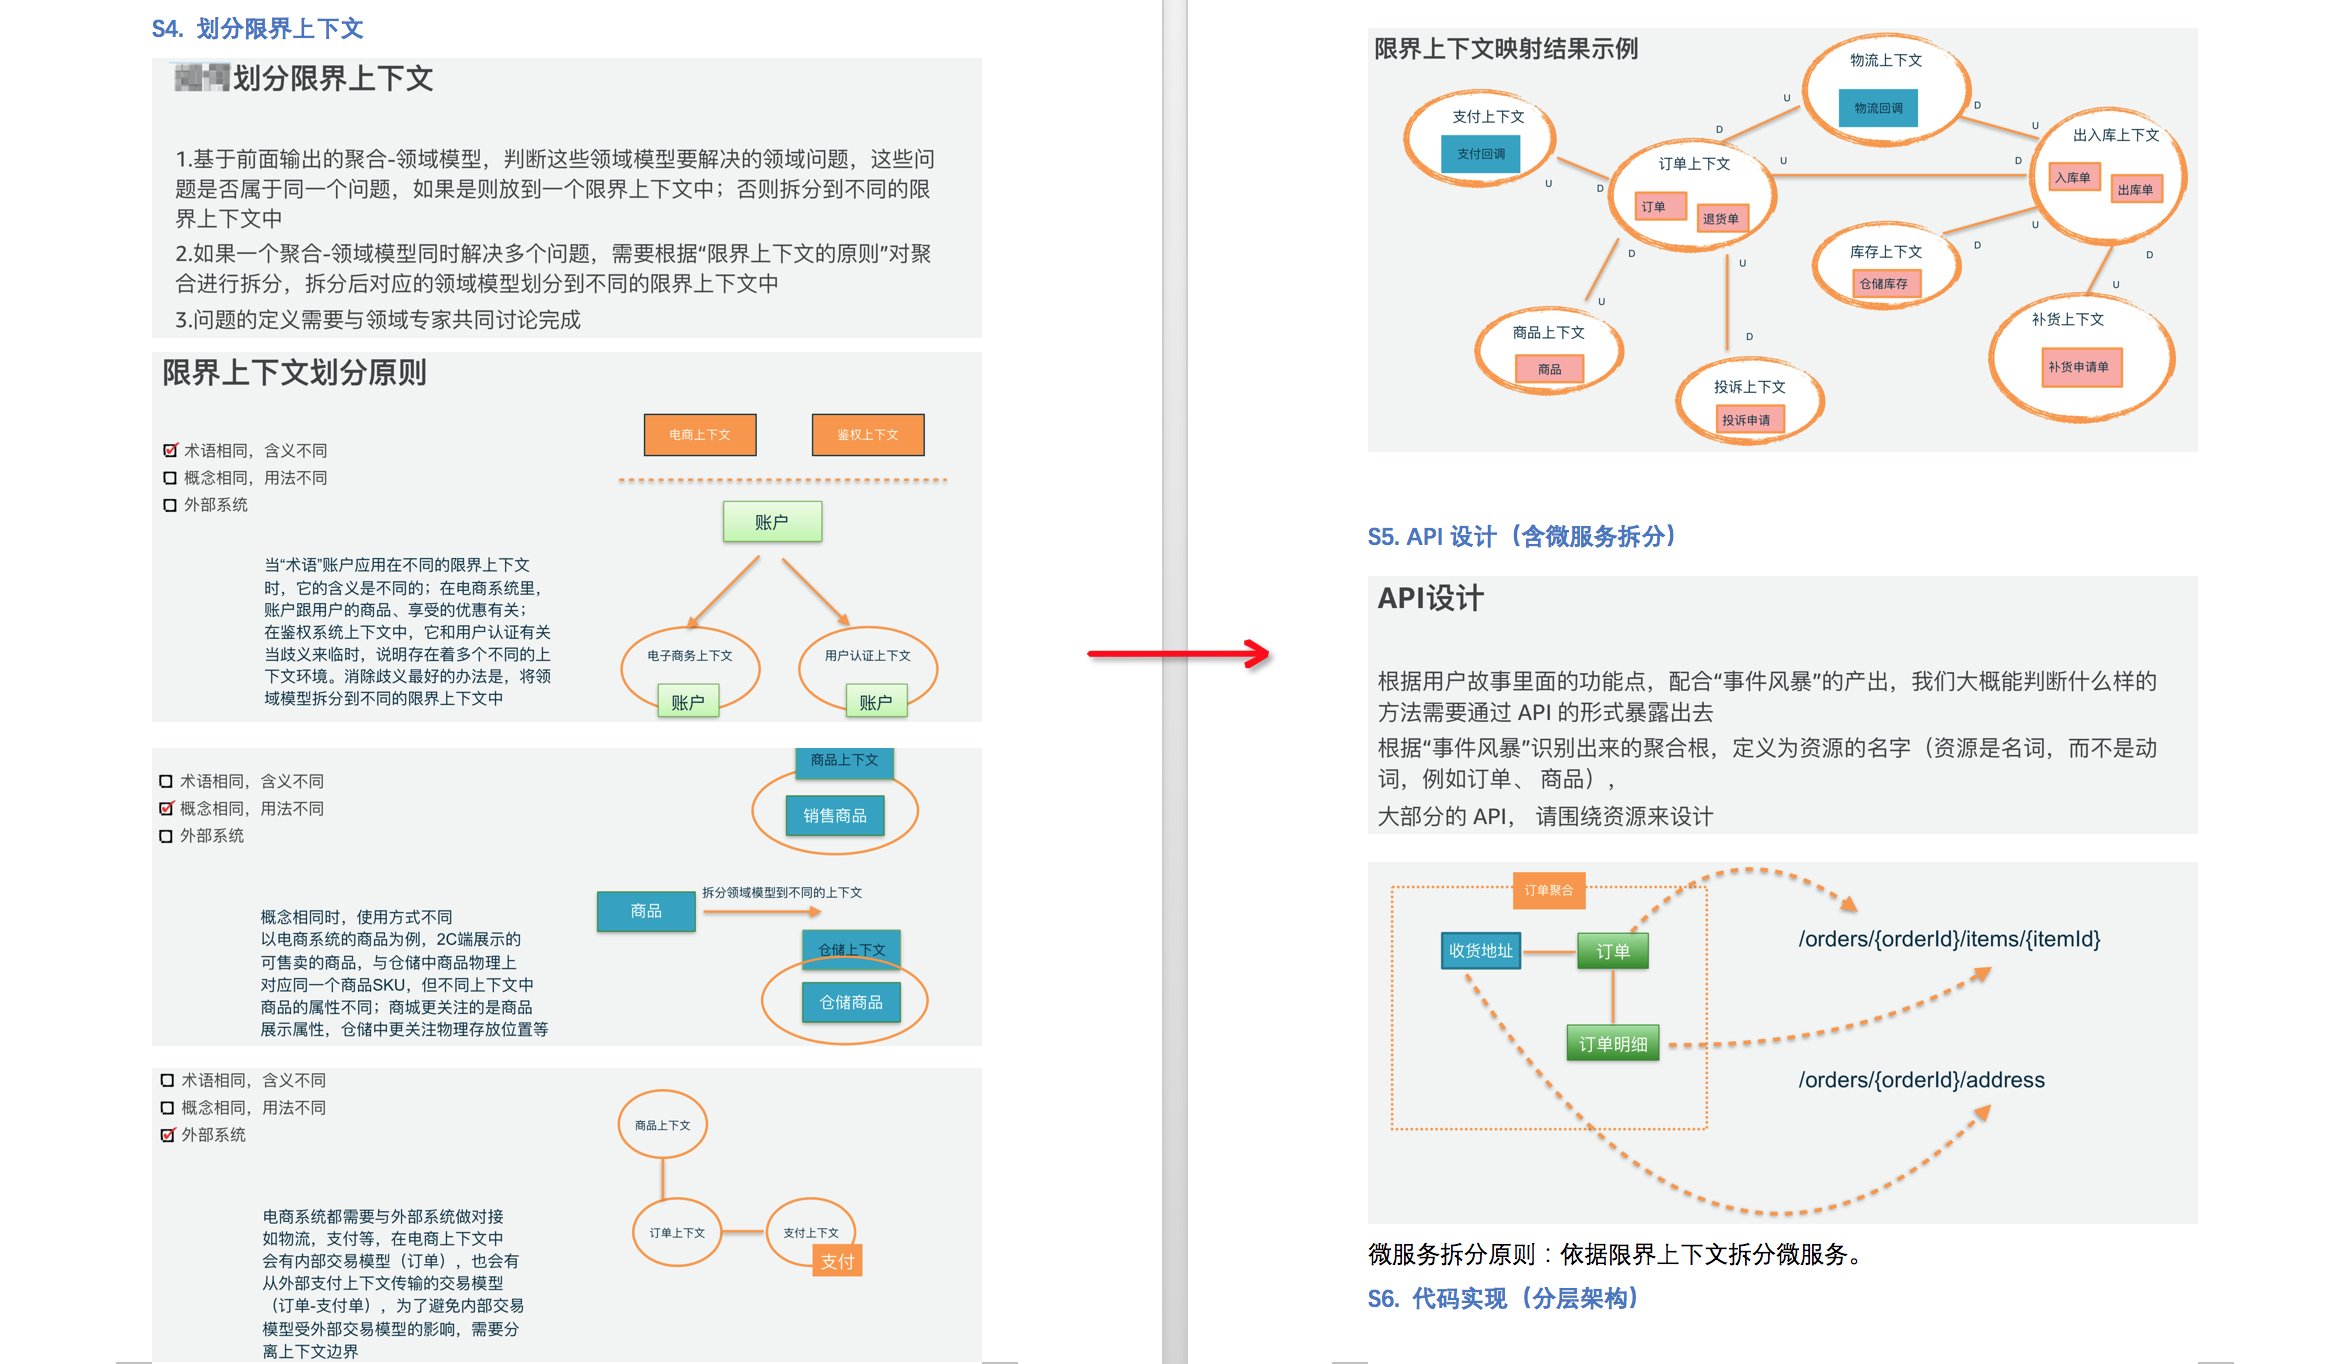 S4. 划分限界上下文
划分限界上下文
1.基于前面输出的聚合-领域模型，判断这些领域模型要解决的领域问题，这些问
题是否属于同一个问题，如果是则放到一个限界上下文中；否则拆分到不同的限
界上下文中
2.如果一个聚合-领域模型同时解决多个问题，需要根据“限界上下文的原则”对聚
合进行拆分，拆分后对应的领域模型划分到不同的限界上下文中
3.问题的定义需要与领域专家共同讨论完成
限界上下文划分原则
术语相同，含义不同
概念相同，用法不同
外部系统
电商上下文
鉴权上下文
账户
当“术语”账户应用在不同的限界上下文
时，它的含义是不同的；在电商系统里，
账户跟用户的商品、享受的优惠有关；
在鉴权系统上下文中，它和用户认证有关
当歧义来临时，说明存在着多个不同的上
下文环境。消除歧义最好的办法是，将领
域模型拆分到不同的限界上下文中
电子商务上下文
账户
用户认证上下文
账户
术语相同，含义不同
概念相同，用法不同
外部系统
商品上下文
销售商品
商品
拆分领域模型到不同的上下文
仓储上下文
仓储商品
概念相同时，使用方式不同
以电商系统的商品为例，2C端展示的
可售卖的商品，与仓储中商品物理上
对应同一个商品SKU，但不同上下文中
商品的属性不同；商城更关注的是商品
展示属性，仓储中更关注物理存放位置等
术语相同，含义不同
概念相同，用法不同
外部系统
商品上下文
订单上下文
支付上下文
支付
电商系统都需要与外部系统做对接
如物流，支付等，在电商上下文中
会有内部交易模型（订单），也会有
从外部支付上下文传输的交易模型
（订单-支付单），为了避免内部交易
模型受外部交易模型的影响，需要分
离上下文边界
限界上下文映射结果示例
物流上下文
物流回调
支付上下文
支付回调
订单上下文
订单
退货单
出入库上下文
入库单
出库单
库存上下文
仓储库存
商品上下文
商品
投诉上下文
投诉申请
补货上下文
补货申请单
U
D
D
U
U
D
U
D
U
D
U
D
D
U
U
D
D
U
S5. API 设计（含微服务拆分）
API设计
根据用户故事里面的功能点，配合“事件风暴”的产出，我们大概能判断什么样的
方法需要通过 API 的形式暴露出去
根据“事件风暴”识别出来的聚合根，定义为资源的名字（资源是名词，而不是动
词，例如订单、 商品），
大部分的 API， 请围绕资源来设计
订单聚合
收货地址
订单
订单明细
/orders/{orderId}/items/{itemId}
/orders/{orderId}/address
微服务拆分原则：依据限界上下文拆分微服务。
S6. 代码实现（分层架构）